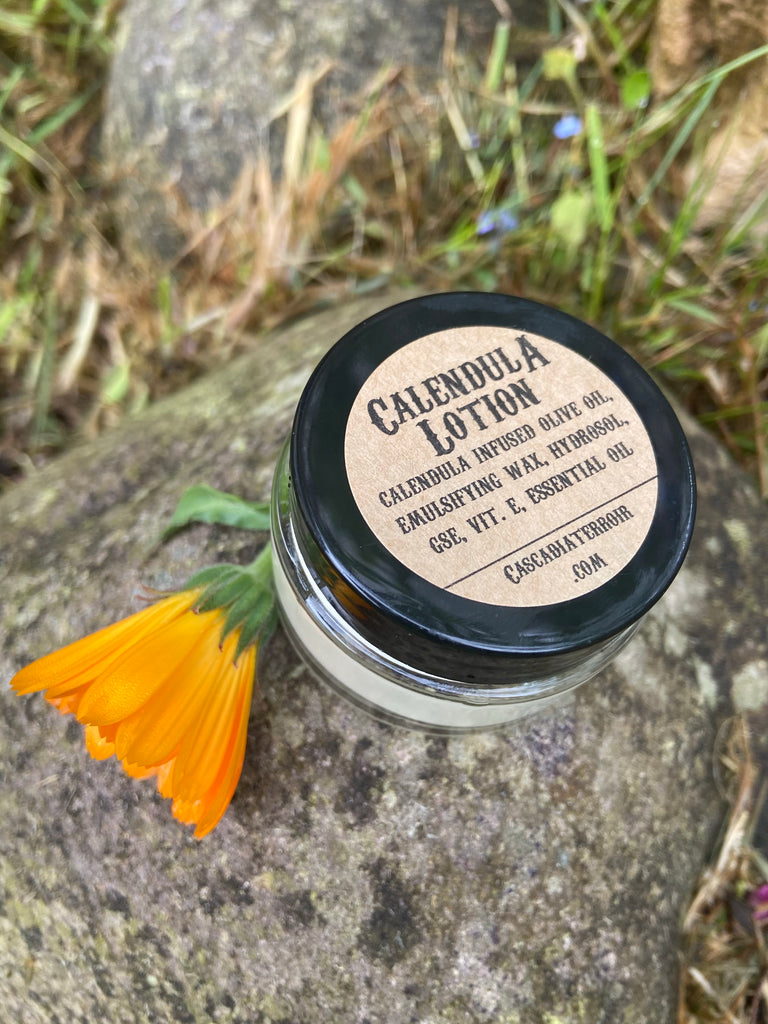 CALENDULA
LOTION
CALENDULA INFUSED OLIVE OIL,
EMULSIFYING WAX, HYDROSOL,
GSE, VIT. E, ESSENTIAL OIL
CASCADIATERROIR
.COM